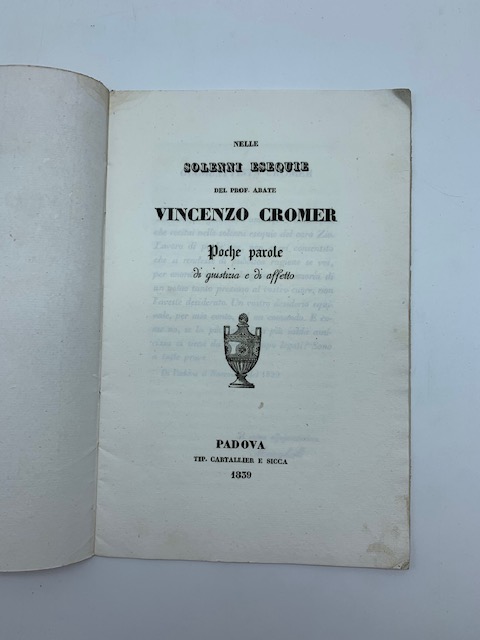 NELLE
SOLENNI ESEQUIE
DEL PROF. ABATE
VINCENZO CROMER
Poche parole
di giustizia e di affetto
PADOVA
TIP. CARTALLIER E SICCA
1839